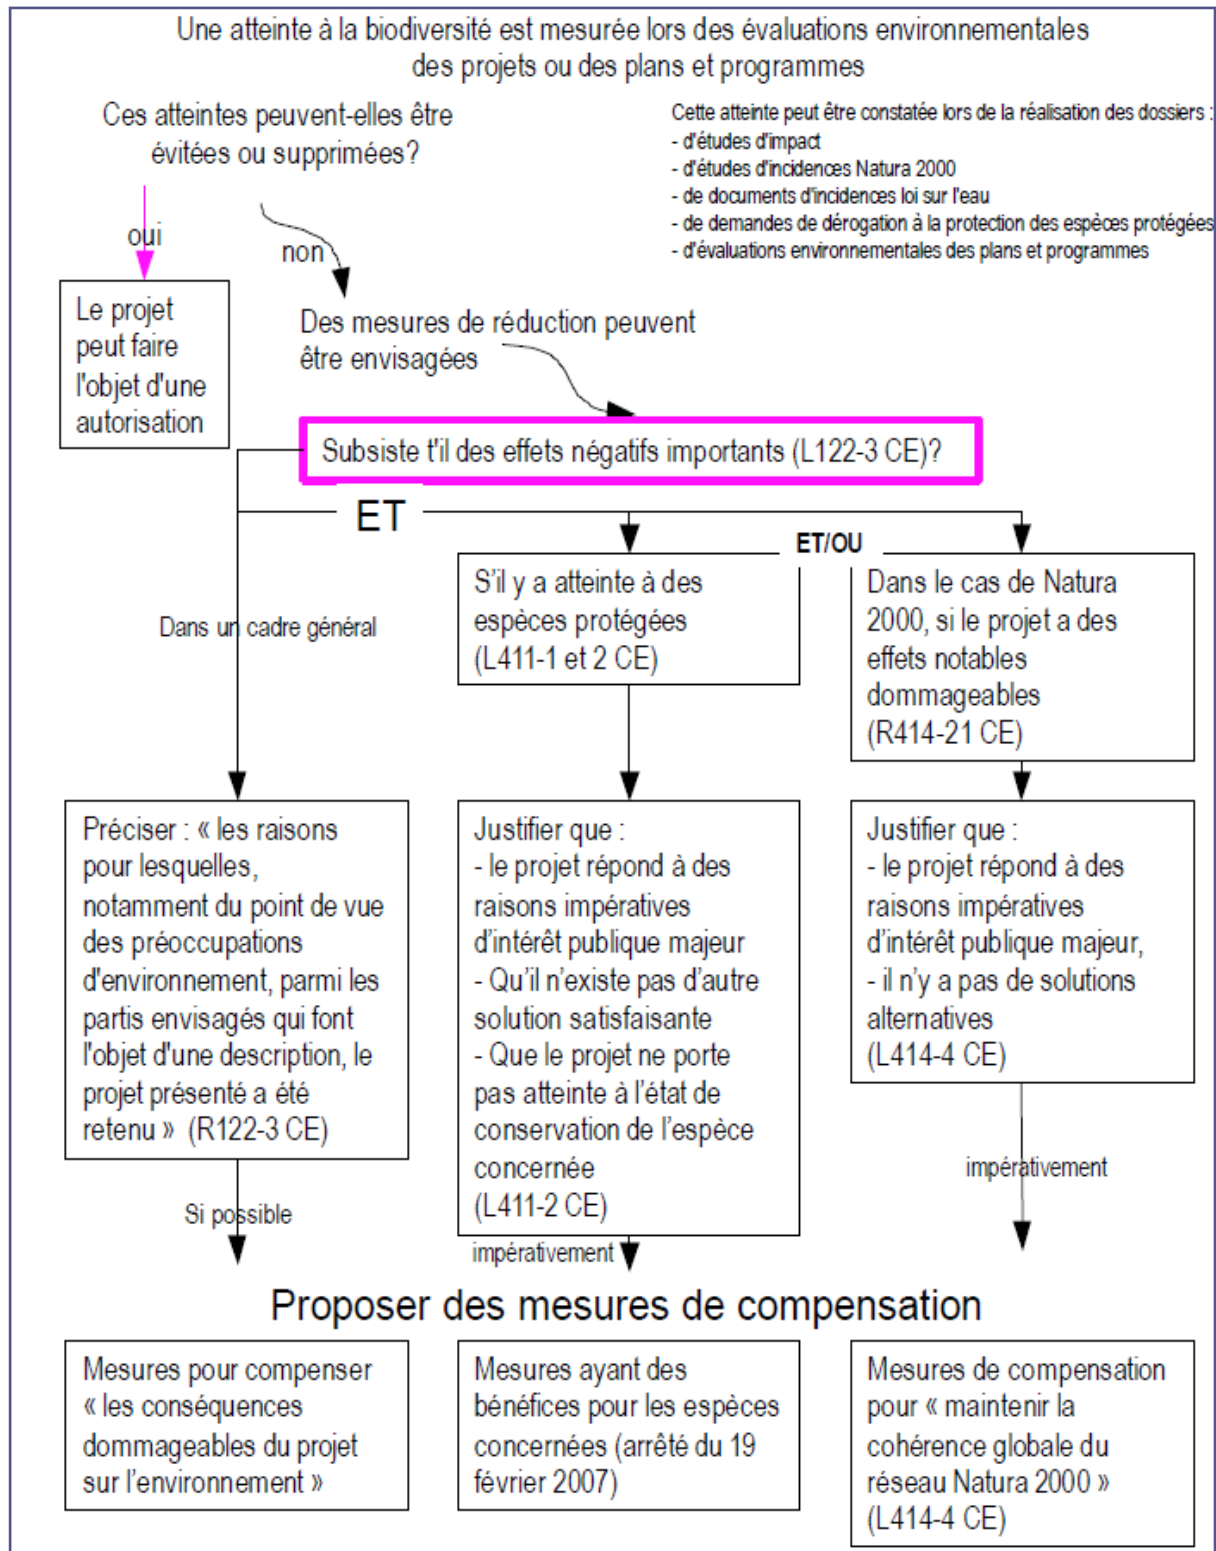 Une atteinte à la biodiversité est mesurée lors des évaluations environnementales
des projets ou des plans et programmes
Ces atteintes peuvent-elles être
évitées ou supprimées?
Cette atteinte peut être constatée lors de la réalisation des dossiers :
- d'études d'impact
- d'études d'incidences Natura 2000
- de documents d'incidences loi sur l'eau
- de demandes de dérogation à la protection des espèces protégées
- d'évaluations environnementales des plans et programmes
oui
non
Le projet
peut faire
l'objet d'une
autorisation
Des mesures de réduction peuvent
être envisagées
Subsiste t'il des effets négatifs importants (L122-3 CE)?
ET
ET/OU
Dans un cadre général
S'il y a atteinte à des
espèces protégées
(L411-1 et 2 CE)
Dans le cas de Natura
2000, si le projet a des
effets notables
dommageables
(R414-21 CE)
Préciser : « les raisons
pour lesquelles,
notamment du point de vue
des préoccupations
d'environnement, parmi les
partis envisagés qui font
l'objet d'une description, le
projet présenté a été
retenu » (R122-3 CE)
Justifier que :
- le projet répond à des
raisons impératives
d'intérêt publique majeur
- Qu'il n'existe pas d'autre
solution satisfaisante
- Que le projet ne porte
pas atteinte à l'état de
conservation de l'espèce
concernée
(L411-2 CE)
Justifier que :
- le projet répond à des
raisons impératives
d'intérêt publique majeur,
- il n'y a pas de solutions
alternatives
(L414-4 CE)
Si possible
impérativement
impérativement
Proposer des mesures de compensation
Mesures pour compenser
« les conséquences
dommageables du projet
sur l'environnement »
Mesures ayant des
bénéfices pour les espèces
concernées (arrêté du 19
février 2007)
Mesures de compensation
pour « maintenir la
cohérence globale du
réseau Natura 2000 »
(L414-4 CE)